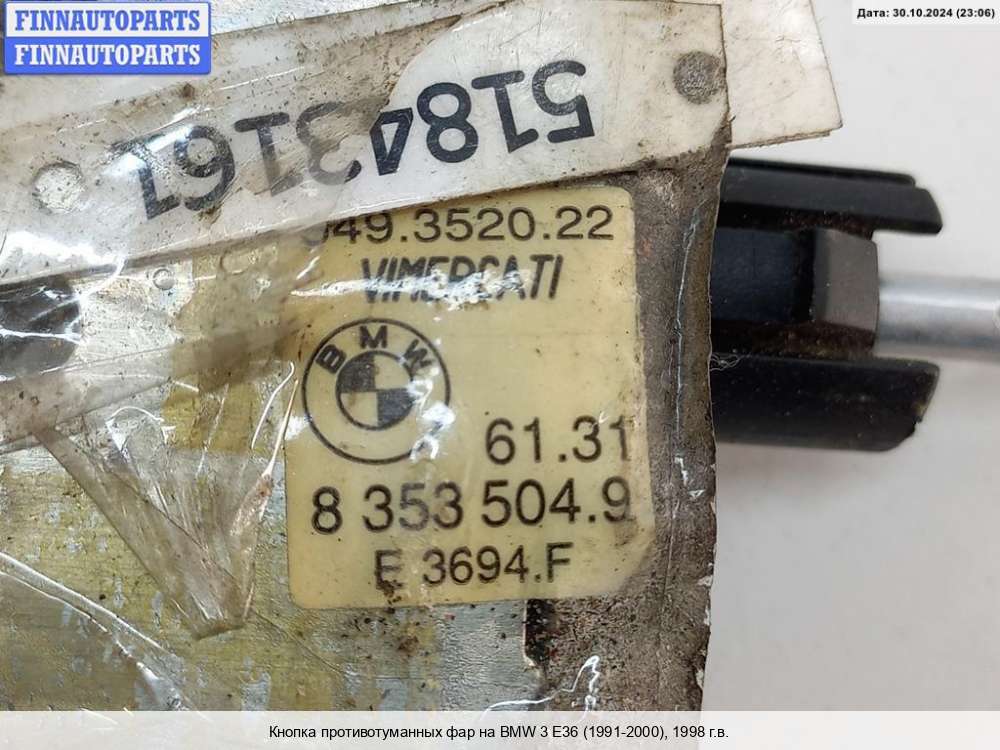 FINNAUTOPARTS
FINNAUTOPARTS
Дата: 30.10.2024 (23:06)
51843161
949.3520.22
VIMERCATI
BMW
61.31
8 353 504.9
E 3694.F
Кнопка противотуманных фар на BMW 3 E36 (1991-2000), 1998 г.в.